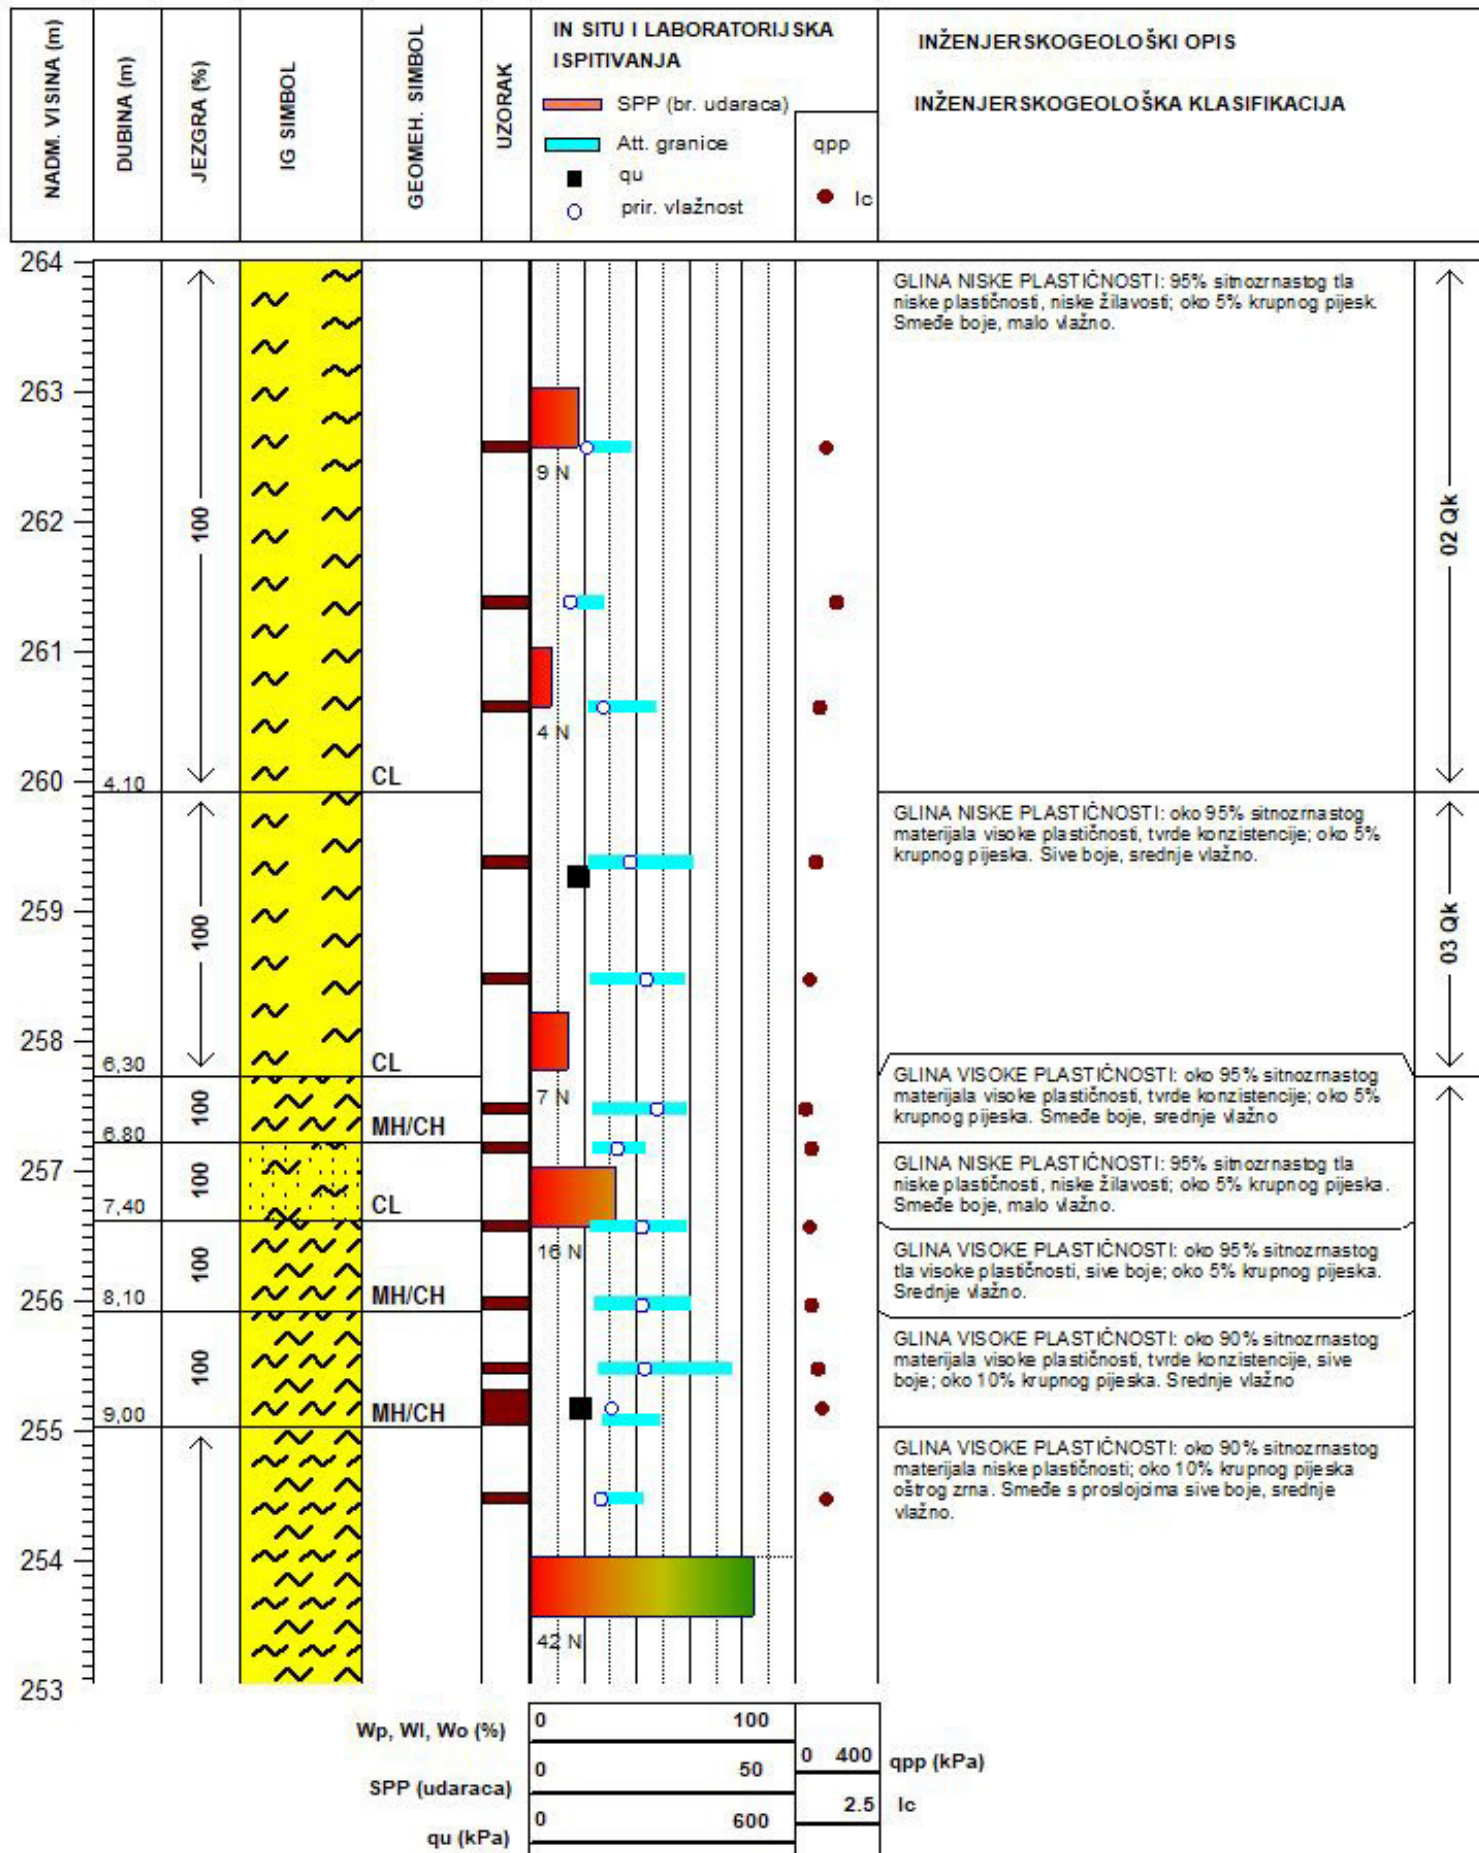 NADM. VISINA (m)
DUBINA (m)
JEZGRA (%)
IG SIMBOL
GEOMEH. SIMBOL
UZORAK
IN SITU I LABORATORIJSKA
ISPITIVANJA
SPP (br. udaraca)
Att. granice
qu
prir. vlažnost
qpp
Ic
INŽENJERSKOGEOLOŠKI OPIS
INŽENJERSKOGEOLOŠKA KLASIFIKACIJA
264
263
262
261
260
259
258
257
256
255
254
253
4,10
6,30
6,80
7,40
8,10
9,00
100
100
100
100
100
100
CL
CL
MH/CH
CL
MH/CH
MH/CH
9 N
4 N
7 N
16 N
42 N
GLINA NISKE PLASTIČNOSTI: 95% sitnozrnastog tla
niske plastičnosti, niske žilavosti; oko 5% krupnog pijesk.
Smeđe boje, malo vlažno.
GLINA NISKE PLASTIČNOSTI: oko 95% sitnozrnastog
materijala visoke plastičnosti, tvrde konzistencije; oko 5%
krupnog pijeska. Sive boje, srednje vlažno.
GLINA VISOKE PLASTIČNOSTI: oko 95% sitnozrnastog
materijala visoke plastičnosti, tvrde konzistencije; oko 5%
krupnog pijeska. Smeđe boje, srednje vlažno
GLINA NISKE PLASTIČNOSTI: 95% sitnozrnastog tla
niske plastičnosti, niske žilavosti; oko 5% krupnog pijeska.
Smeđe boje, malo vlažno.
GLINA VISOKE PLASTIČNOSTI: oko 95% sitnozrnastog
tla visoke plastičnosti, sive boje; oko 5% krupnog pijeska.
Srednje vlažno.
GLINA VISOKE PLASTIČNOSTI: oko 90% sitnozrnastog
materijala visoke plastičnosti, tvrde konzistencije, sive
boje; oko 10% krupnog pijeska. Srednje vlažno
GLINA VISOKE PLASTIČNOSTI: oko 90% sitnozrnastog
materijala niske plastičnosti; oko 10% krupnog pijeska
oštrog zrna. Smeđe s proslojcima sive boje, srednje
vlažno.
02 Qk
03 Qk
Wp, Wl, Wo (%)
0 100
SPP (udaraca)
0 50
qu (kPa)
0 600
0 400
qpp (kPa)
2.5
Ic